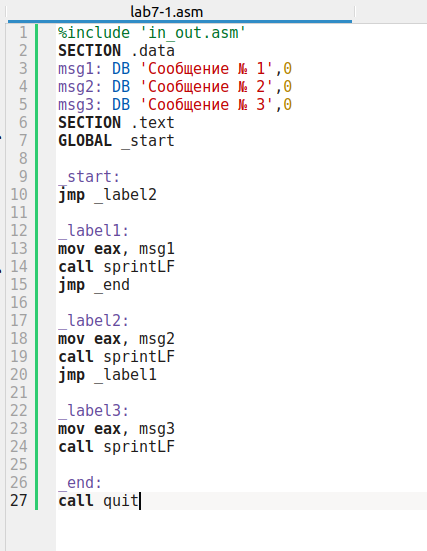 lab7-1.asm
1 %include 'in_out.asm'
2 SECTION .data
3 msg1: DB 'Сообщение № 1',0
4 msg2: DB 'Сообщение № 2',0
5 msg3: DB 'Сообщение № 3',0
6 SECTION .text
7 GLOBAL _start
8
9 _start:
10 jmp _label2
11
12 _label1:
13 mov eax, msg1
14 call sprintLF
15 jmp _end
16
17 _label2:
18 mov eax, msg2
19 call sprintLF
20 jmp _label1
21
22 _label3:
23 mov eax, msg3
24 call sprintLF
25
26 _end:
27 call quit